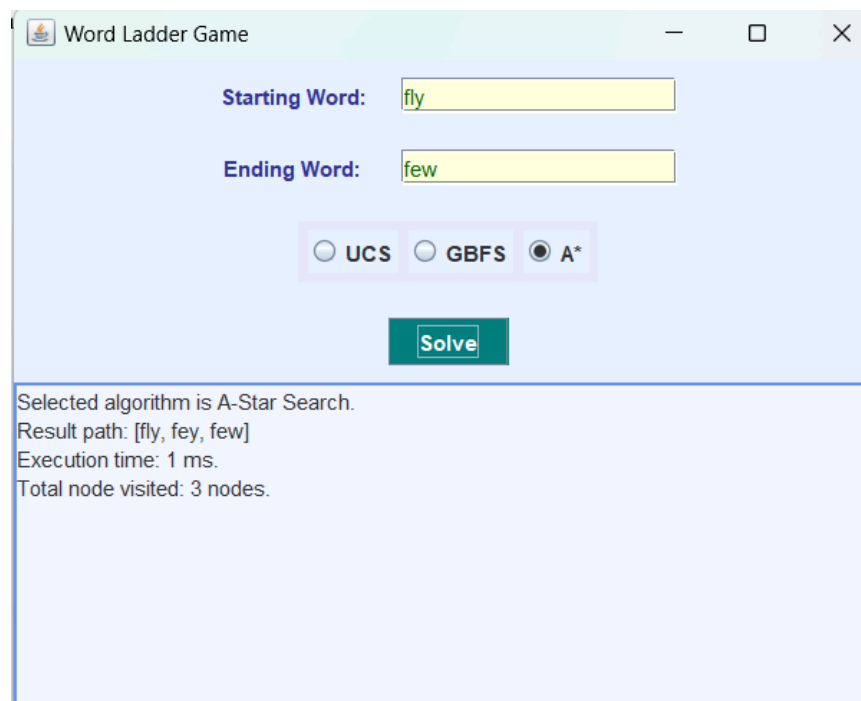 Word Ladder Game
Starting Word: fly
Ending Word: few
UCS GBFS A*
Solve
Selected algorithm is A-Star Search.
Result path: [fly, fey, few]
Execution time: 1 ms.
Total node visited: 3 nodes.